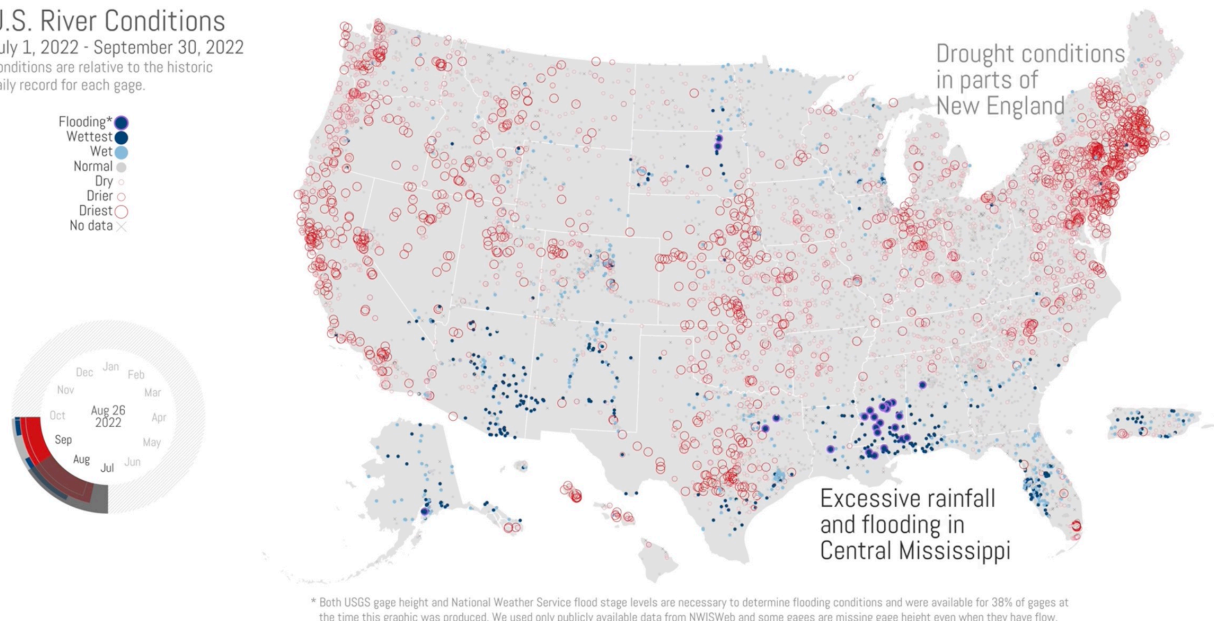 .S. River Conditions
uly 1, 2022 - September 30, 2022
onditions are relative to the historic
aily record for each gage.
Flooding*
Wettest
Wet
Normal
Dry
Drier
Driest
No data
Drought conditions
in parts of
New England
Jan
Feb
Mar
Apr
May
Jun
Jul
Aug
Sep
Oct
Nov
Dec
Aug 26
2022
Excessive rainfall
and flooding in
Central Mississippi
* Both USGS gage height and National Weather Service flood stage levels are necessary to determine flooding conditions and were available for 38% of gages at
the time this graphic was produced. We used only publicly available data from NWISWeb and some gages are missing gage height even when they have flow.